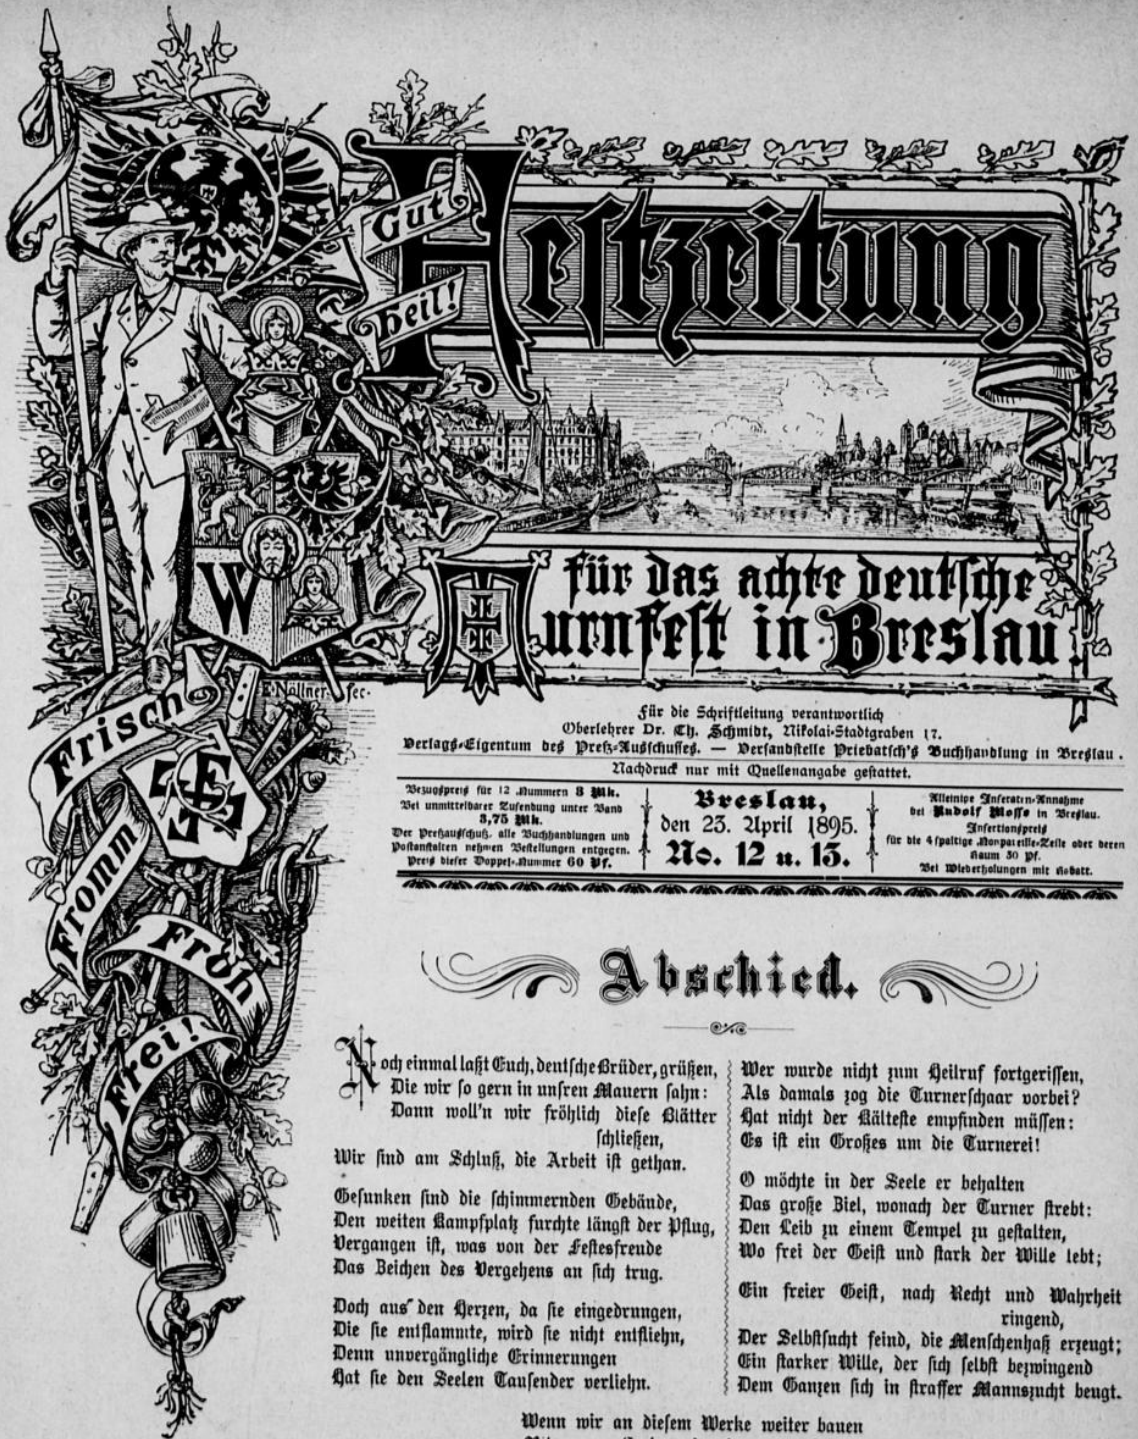 Gut
Heil!
Festzeitung
für das achte deutsche
Turnfest in Breslau.
W
E. Nöllner fec.
Frisch
Fromm
Froh
Frei!
Für die Schriftleitung verantwortlich
Oberlehrer Dr. Th. Schmidt, Nikolai-Stadtgraben 17.
Verlags-Eigentum des Preß-Ausschusses. — Versandstelle Priebatsch's Buchhandlung in Breslau.
Nachdruck nur mit Quellenangabe gestattet.
Bezugspreis für 12 Nummern 3 Mk.
Bei unmittelbarer Zusendung unter Band
3,75 Mk.
Der Preßausschuß, alle Buchhandlungen und
Postanstalten nehmen Bestellungen entgegen.
Preis dieser Doppel-Nummer 60 Pf.
Breslau,
den 23. April 1895.
No. 12 u. 13.
Alleinige Inseraten-Annahme
bei Rudolf Mosse in Breslau.
Insertionspreis
für die 4spaltige Nonpareille-Zeile oder deren
Raum 30 Pf.
Bei Wiederholungen mit Rabatt.
Abschied.
Noch einmal laßt Euch, deutsche Brüder, grüßen,
Die wir so gern in unsren Mauern sahn:
Dann woll'n wir fröhlich diese Blätter
schließen,
Wir sind am Schluß, die Arbeit ist gethan.
Gesunken sind die schimmernden Gebäude,
Den weiten Kampfplatz furchte längst der Pflug,
Vergangen ist, was von der Festesfreude
Das Zeichen des Vergehens an sich trug.
Doch aus den Herzen, da sie eingedrungen,
Die sie entflammte, wird sie nicht entfliehn,
Denn unvergängliche Erinnerungen
Hat sie den Seelen Tausender verliehn.
Wer wurde nicht zum Heilruf fortgerissen,
Als damals zog die Turnerschaar vorbei?
Hat nicht der Kälteste empfinden müssen:
Es ist ein Großes um die Turnerei!
O möchte in der Seele er behalten
Das große Ziel, wonach der Turner strebt:
Den Leib zu einem Tempel zu gestalten,
Wo frei der Geist und stark der Wille lebt;
Ein freier Geist, nach Recht und Wahrheit
ringend,
Der Selbstsucht feind, die Menschenhaß erzeugt;
Ein starker Wille, der sich selbst bezwingend
Dem Ganzen sich in straffer Mannszucht beugt.
Wenn wir an diesem Werke weiter bauen